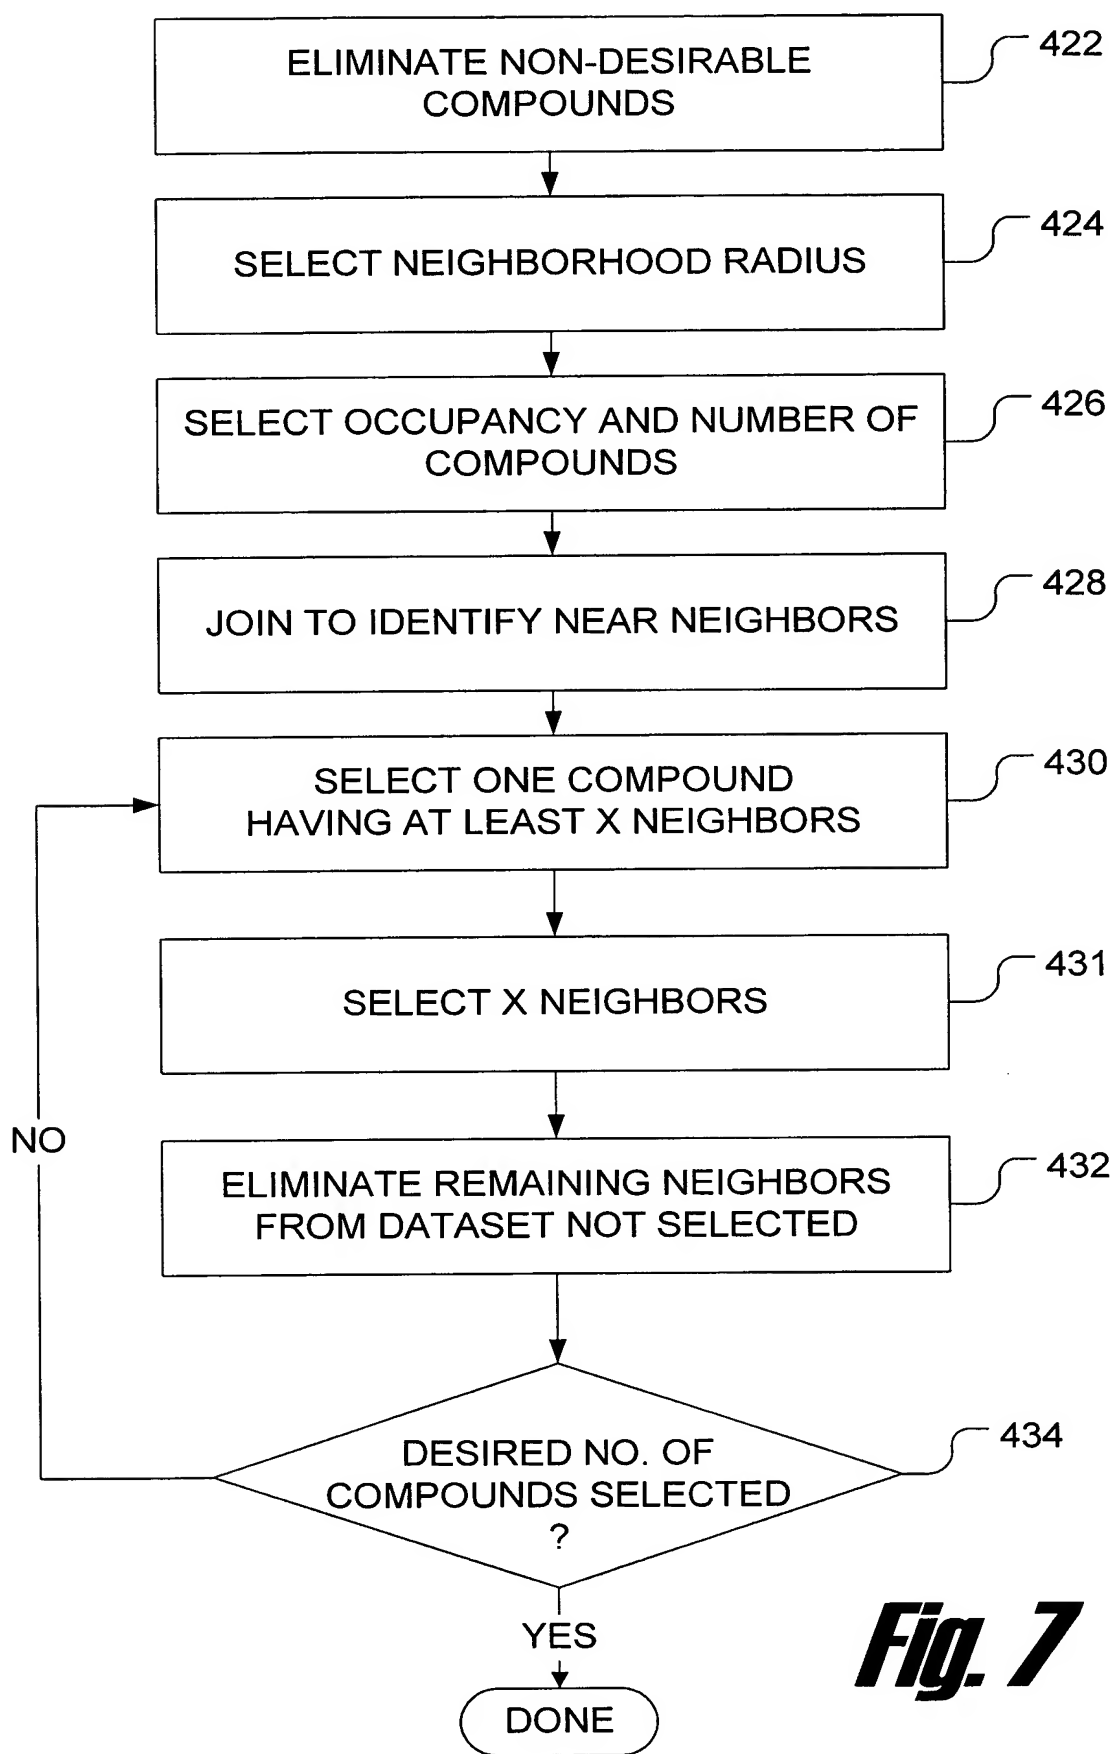 ELIMINATE NON-DESIRABLE
COMPOUNDS
422
SELECT NEIGHBORHOOD RADIUS
424
SELECT OCCUPANCY AND NUMBER OF
COMPOUNDS
426
JOIN TO IDENTIFY NEAR NEIGHBORS
428
SELECT ONE COMPOUND
HAVING AT LEAST X NEIGHBORS
430
SELECT X NEIGHBORS
431
NO
ELIMINATE REMAINING NEIGHBORS
FROM DATASET NOT SELECTED
432
DESIRED NO. OF
COMPOUNDS SELECTED
?
434
YES
DONE
Fig. 7